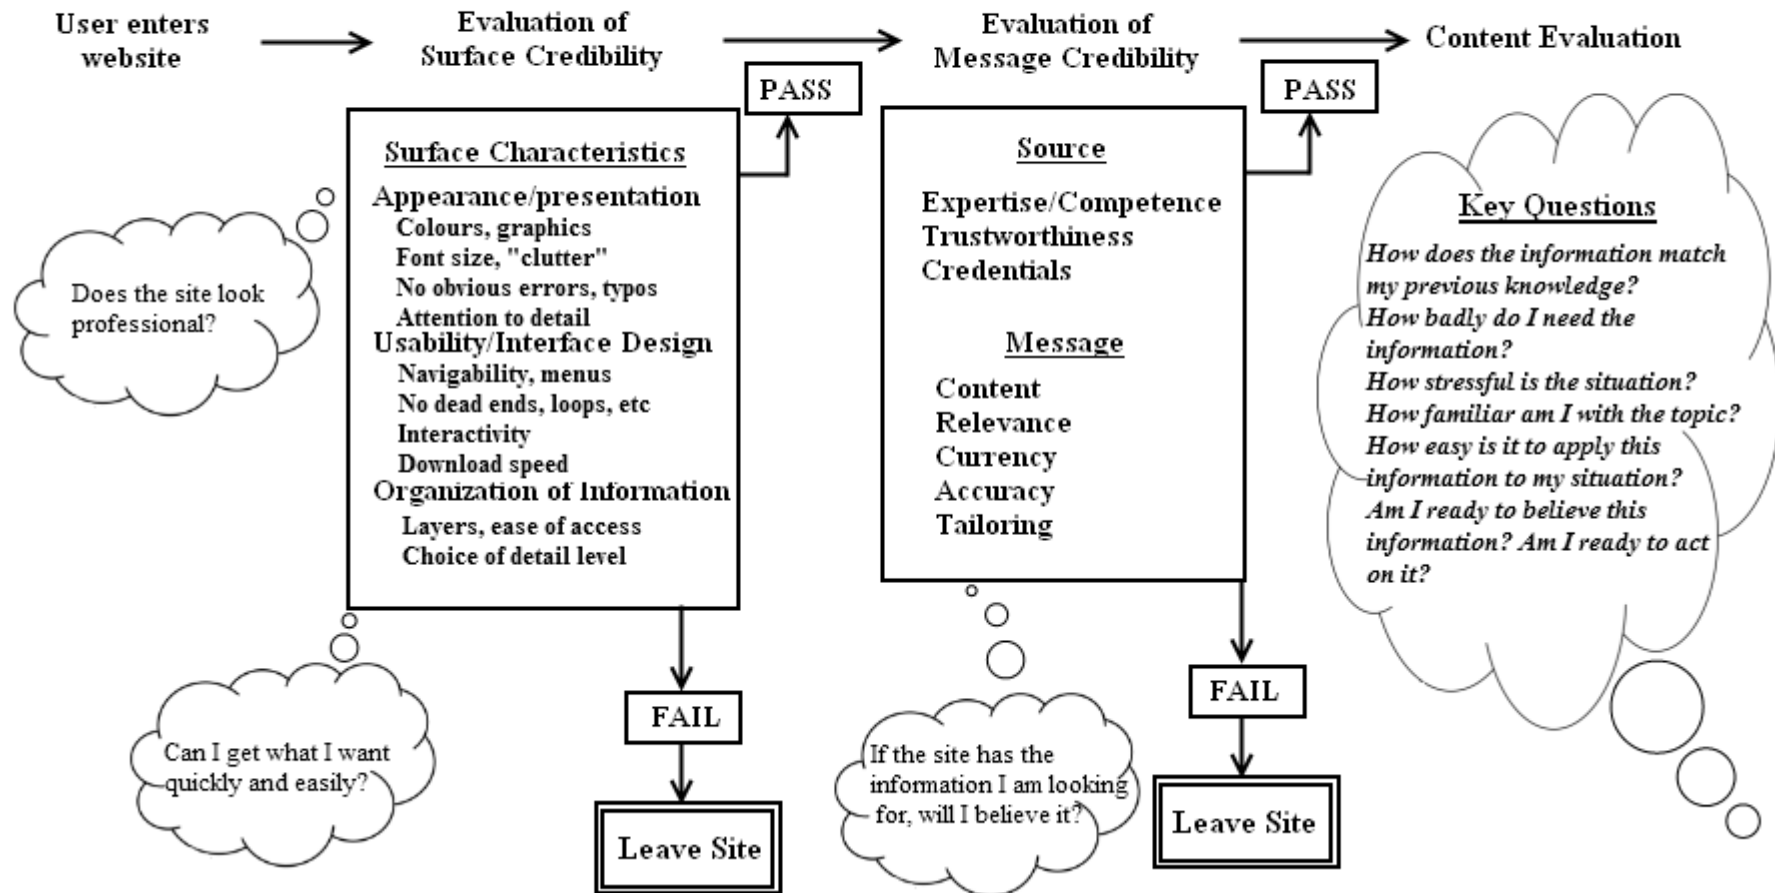 User enters
website
Evaluation of
Surface Credibility
Evaluation of
Message Credibility
Content Evaluation
PASS
PASS
Surface Characteristics
Appearance/presentation
Colours, graphics
Font size, "clutter"
No obvious errors, typos
Attention to detail
Usability/Interface Design
Navigability, menus
No dead ends, loops, etc
Interactivity
Download speed
Organization of Information
Layers, ease of access
Choice of detail level
Does the site look
professional?
Can I get what I want
quickly and easily?
FAIL
Leave Site
Source
Expertise/Competence
Trustworthiness
Credentials
Message
Content
Relevance
Currency
Accuracy
Tailoring
If the site has the
information I am looking
for, will I believe it?
FAIL
Leave Site
Key Questions
How does the information match
my previous knowledge?
How badly do I need the
information?
How stressful is the situation?
How familiar am I with the topic?
How easy is it to apply this
information to my situation?
Am I ready to believe this
information? Am I ready to act
on it?